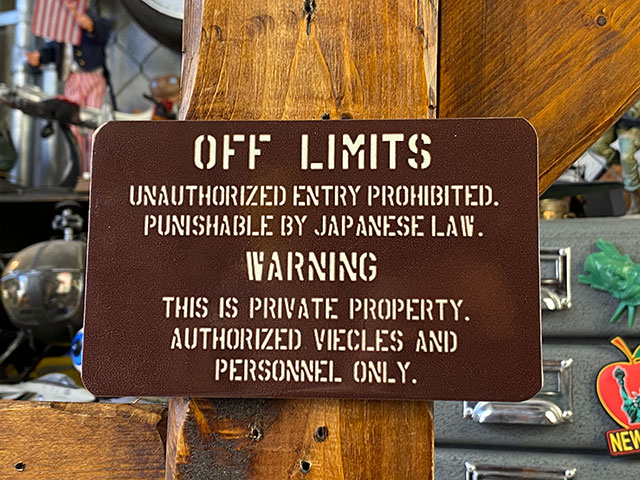 OFF LIMITS
UNAUTHORIZED ENTRY PROHIBITED.
PUNISHABLE BY JAPANESE LAW.
WARNING
THIS IS PRIVATE PROPERTY.
AUTHORIZED VIECLES AND
PERSONNEL ONLY.
NEW